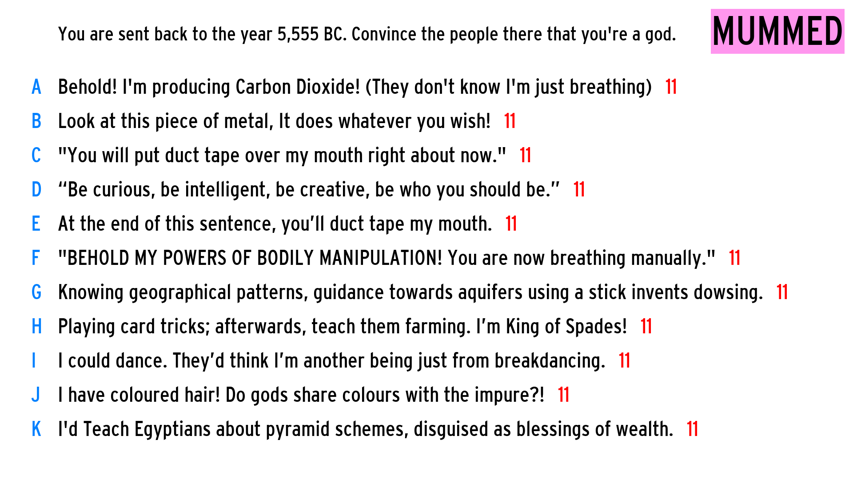 You are sent back to the year 5,555 BC. Convince the people there that you're a god.
MUMMED
A Behold! I'm producing Carbon Dioxide! (They don't know I'm just breathing) 11
B Look at this piece of metal, It does whatever you wish! 11
C "You will put duct tape over my mouth right about now." 11
D “Be curious, be intelligent, be creative, be who you should be.” 11
E At the end of this sentence, you’ll duct tape my mouth. 11
F "BEHOLD MY POWERS OF BODILY MANIPULATION! You are now breathing manually." 11
G Knowing geographical patterns, guidance towards aquifers using a stick invents dowsing. 11
H Playing card tricks; afterwards, teach them farming. I’m King of Spades! 11
I I could dance. They’d think I’m another being just from breakdancing. 11
J I have coloured hair! Do gods share colours with the impure?! 11
K I'd Teach Egyptians about pyramid schemes, disguised as blessings of wealth. 11